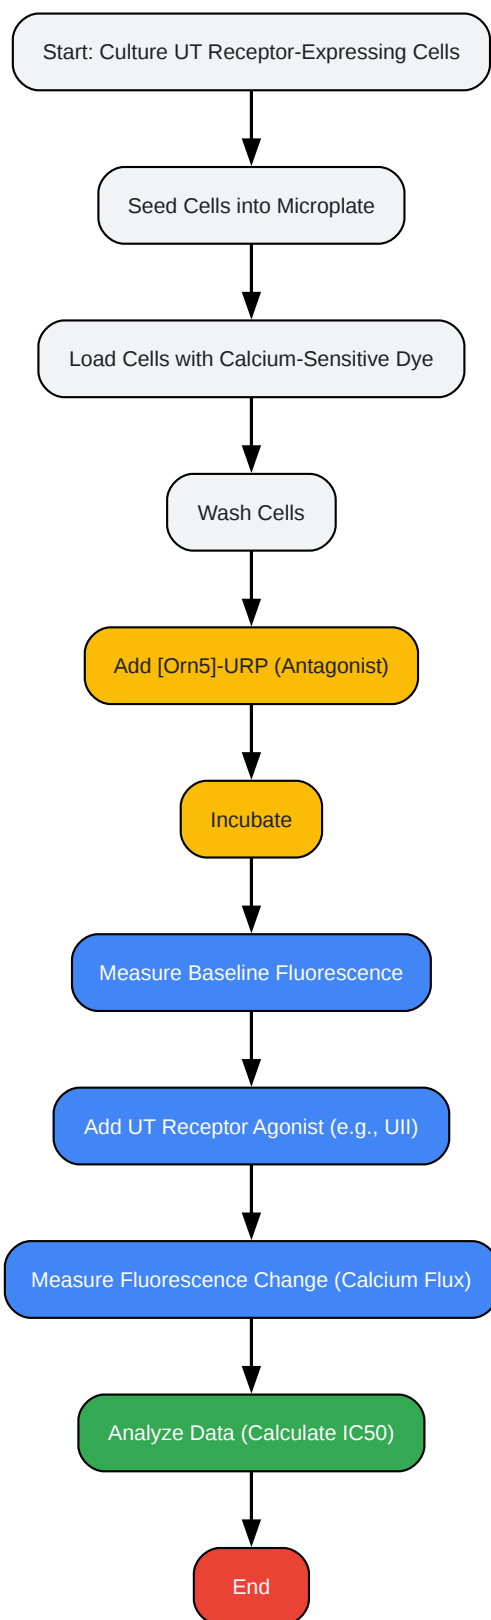 Start: Culture UT Receptor-Expressing Cells
Seed Cells into Microplate
Load Cells with Calcium-Sensitive Dye
Wash Cells
Add [Orn5]-URP (Antagonist)
Incubate
Measure Baseline Fluorescence
Add UT Receptor Agonist (e.g., UII)
Measure Fluorescence Change (Calcium Flux)
Analyze Data (Calculate IC50)
End